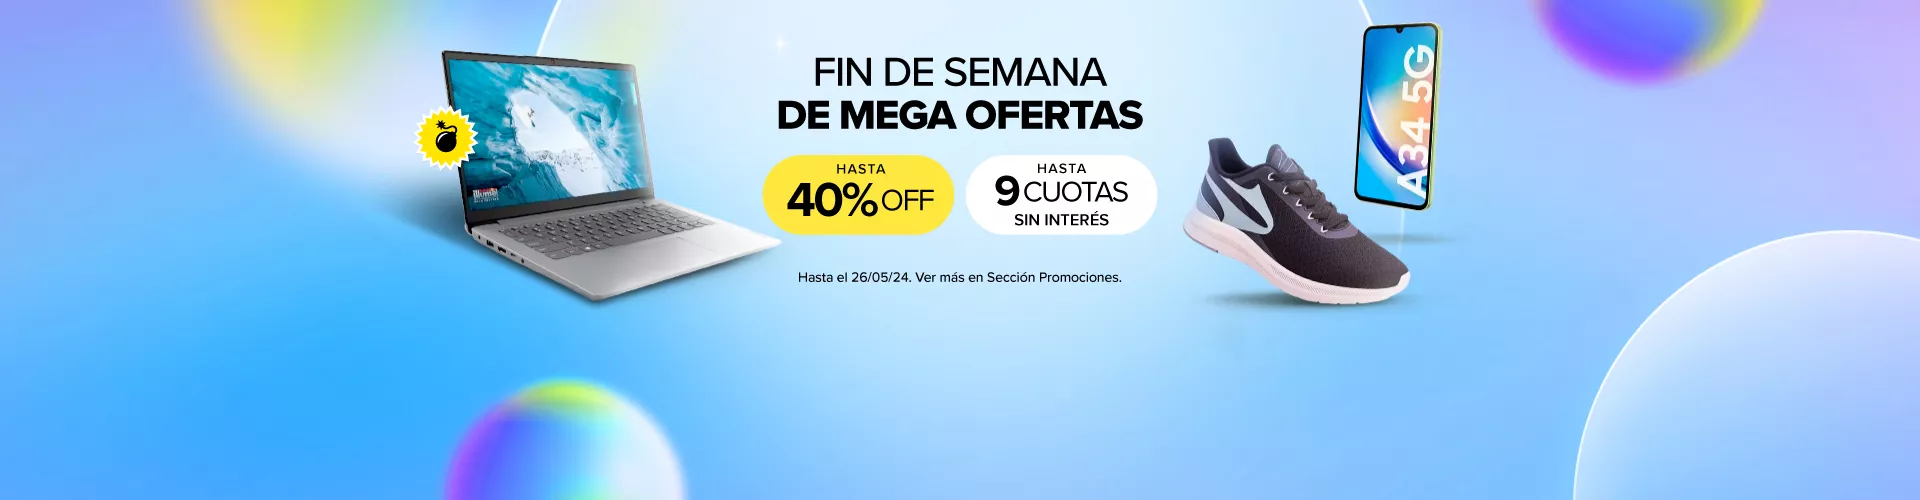 FIN DE SEMANA
DE MEGA OFERTAS
HASTA
40% OFF
HASTA
9 CUOTAS
SIN INTERÉS
Hasta el 26/05/24. Ver más en Sección Promociones.
A34 5G